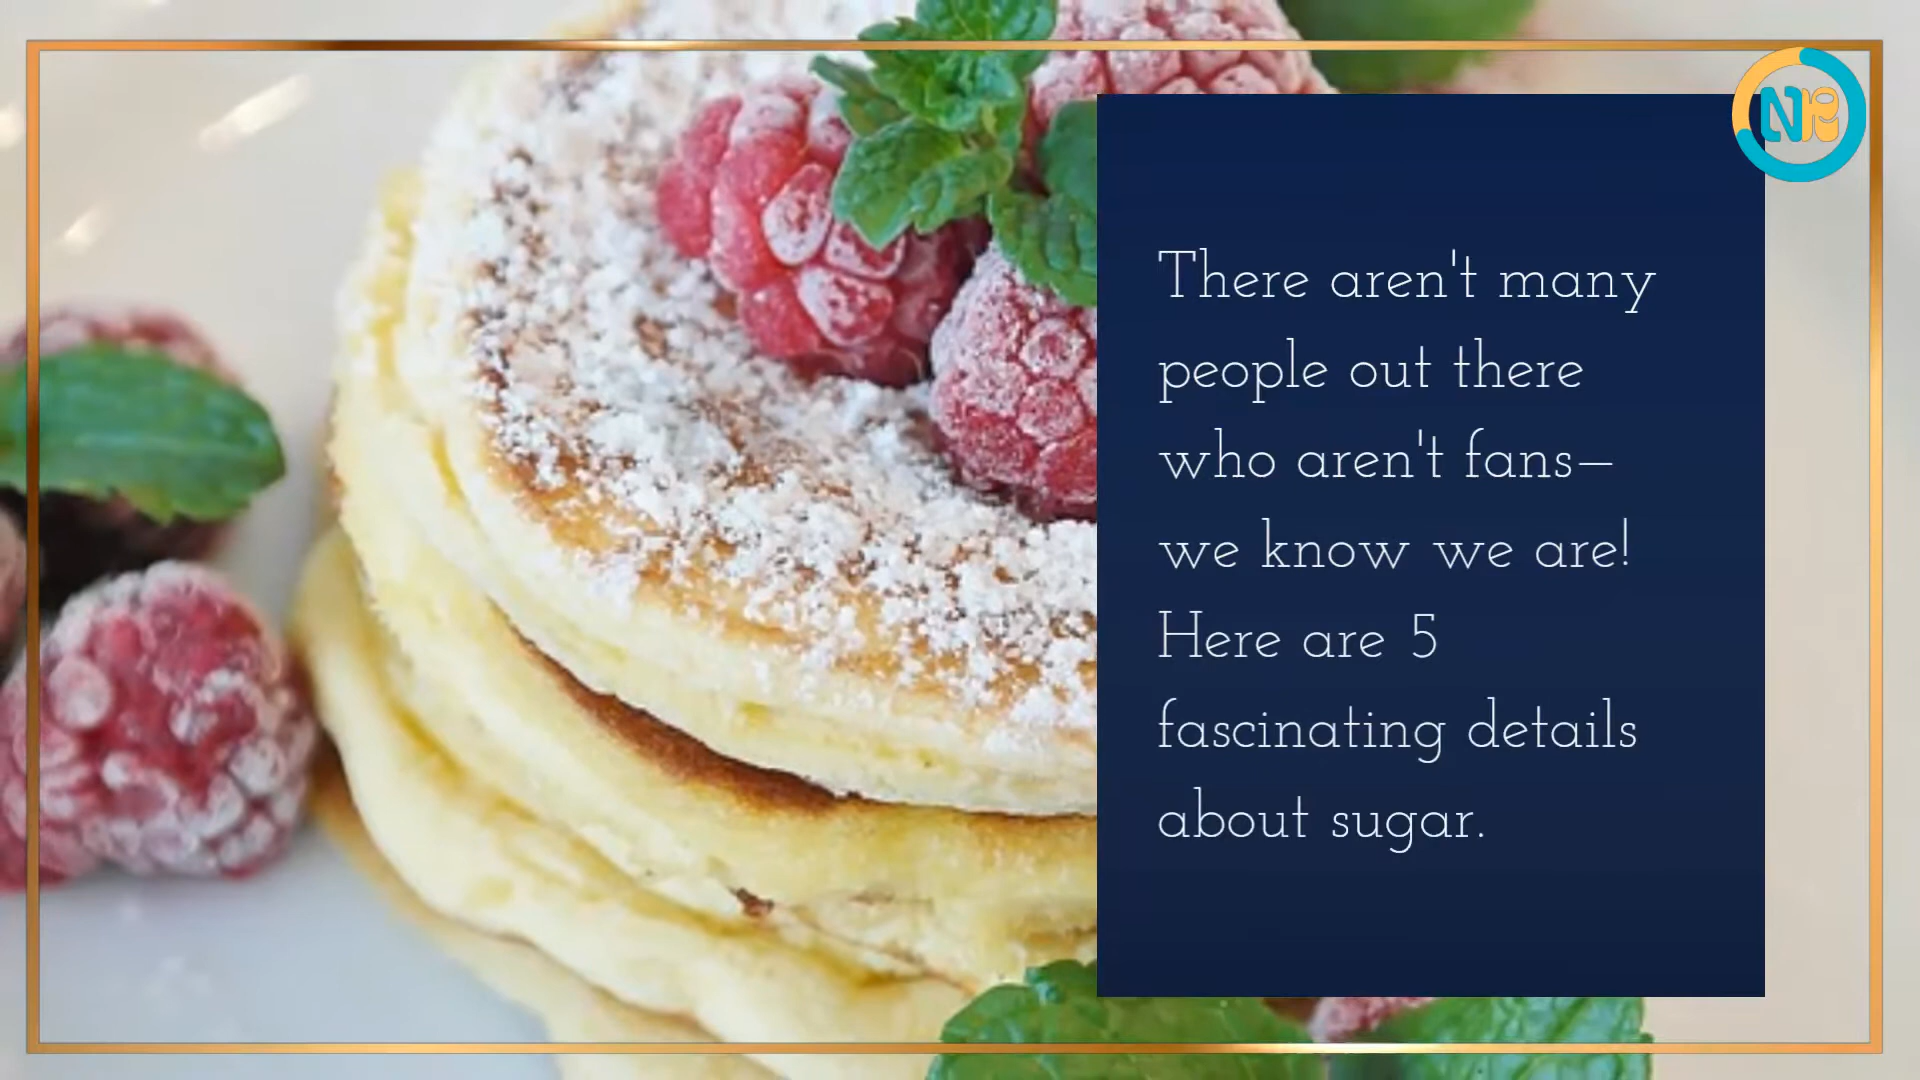 There aren't many
people out there
who aren't fans—
we know we are!
Here are 5
fascinating details
about sugar.